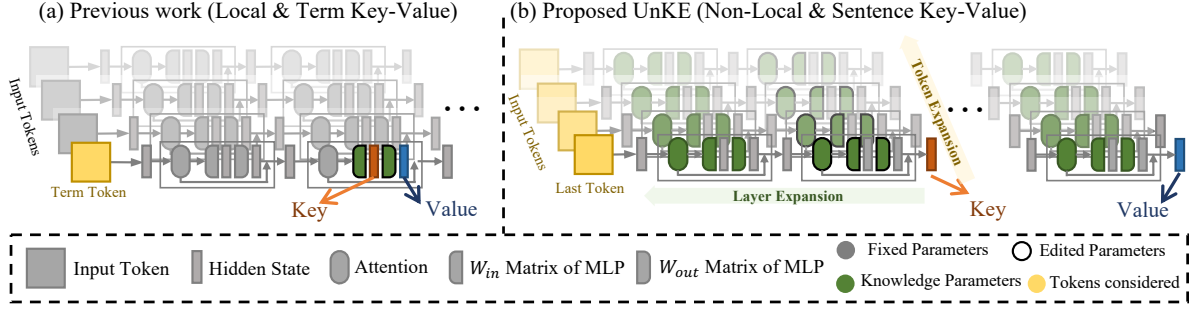 (a) Previous work (Local & Term Key-Value)
Input Tokens
Term Token
Key
Value
...
(b) Proposed UnKE (Non-Local & Sentence Key-Value)
Input Tokens
Last Token
Layer Expansion
Token Expansion
...
Key
Value
Input Token
Hidden State
Attention
W_in Matrix of MLP
W_out Matrix of MLP
Fixed Parameters
Edited Parameters
Knowledge Parameters
Tokens considered